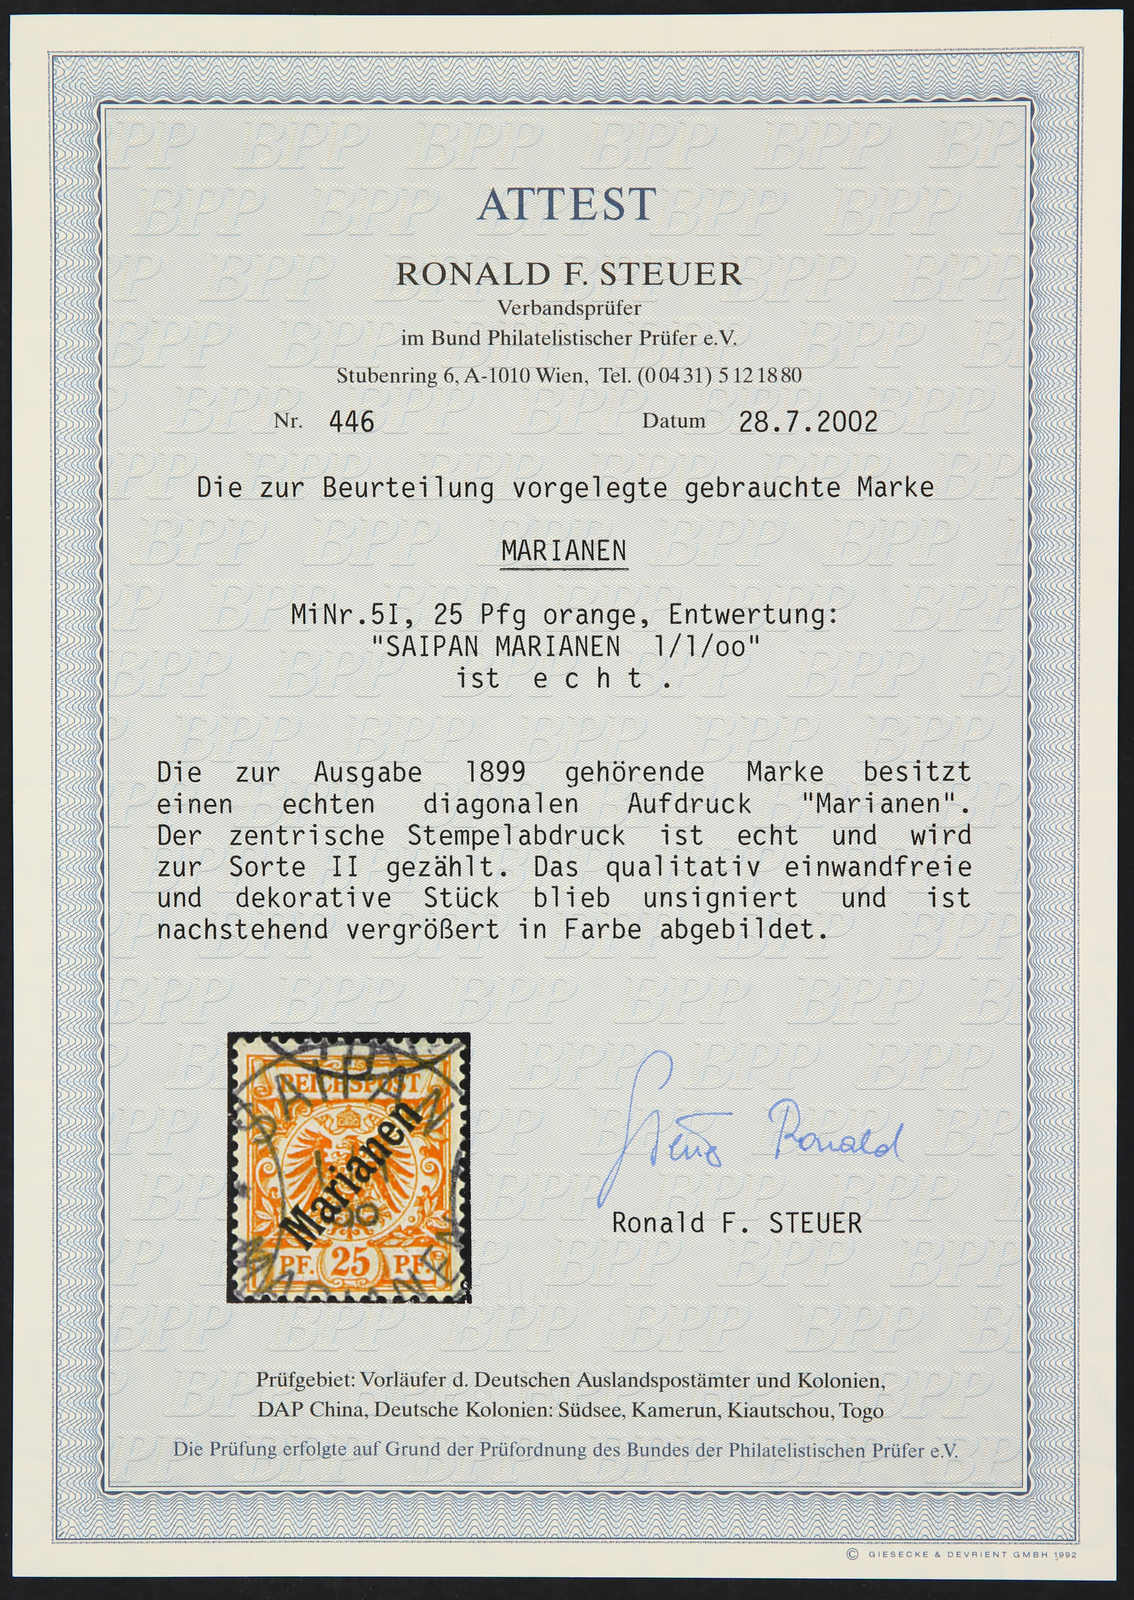 ATTEST
RONALD F. STEUER
Verbandsprüfer
im Bund Philatelistischer Prüfer e.V.
Stubenring 6, A-1010 Wien, Tel. (00431) 5121880
Nr. 446 Datum 28.7.2002
Die zur Beurteilung vorgelegte gebrauchte Marke
MARIANEN
MiNr.5I, 25 Pfg orange, Entwertung:
"SAIPAN MARIANEN 1/1/oo"
ist e c h t .
Die zur Ausgabe 1899 gehörende Marke besitzt
einen echten diagonalen Aufdruck "Marianen".
Der zentrische Stempelabdruck ist echt und wird
zur Sorte II gezählt. Das qualitativ einwandfreie
und dekorative Stück blieb unsigniert und ist
nachstehend vergrößert in Farbe abgebildet.
SAIPAN
REICHSPOST
Marianen
PF. 25 PF.
MARIANEN
Steuer Ronald
Ronald F. STEUER
Prüfgebiet: Vorläufer d. Deutschen Auslandspostämter und Kolonien,
DAP China, Deutsche Kolonien: Südsee, Kamerun, Kiautschou, Togo
Die Prüfung erfolgte auf Grund der Prüfordnung des Bundes der Philatelistischen Prüfer e.V.
© GIESECKE & DEVRIENT GMBH 1992